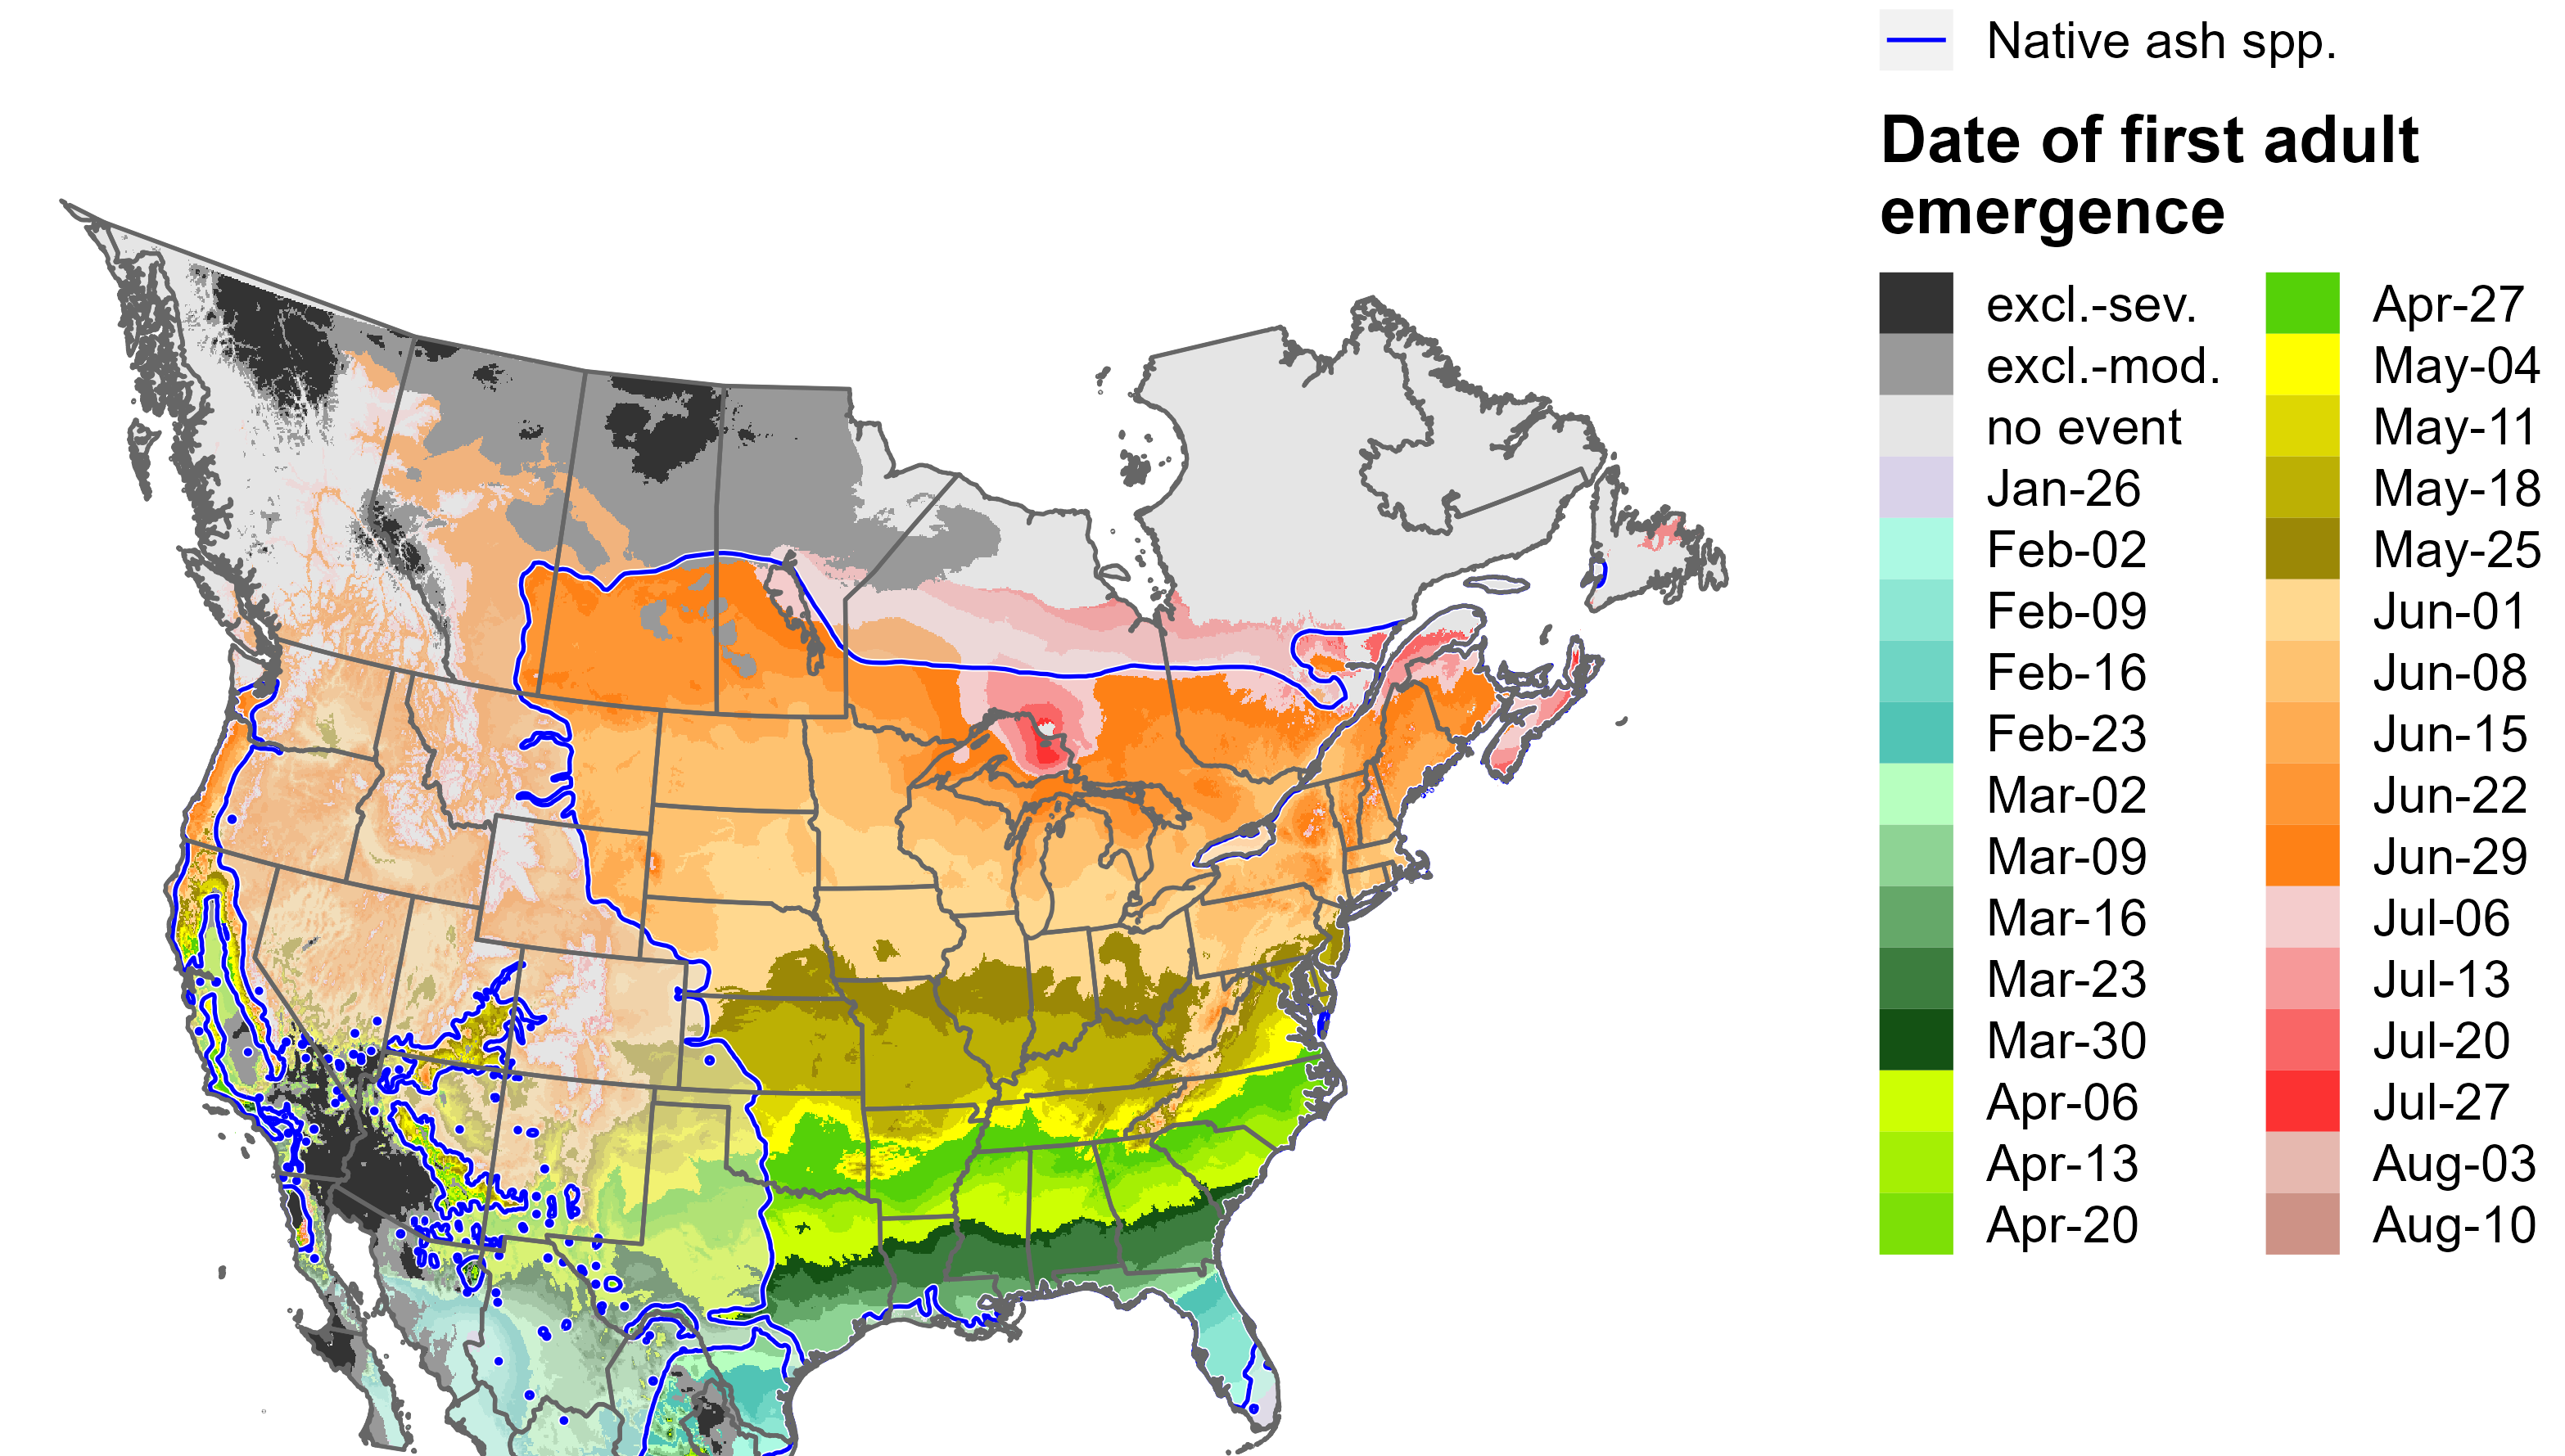 Native ash spp.
Date of first adult
emergence
excl.-sev.
excl.-mod.
no event
Jan-26
Feb-02
Feb-09
Feb-16
Feb-23
Mar-02
Mar-09
Mar-16
Mar-23
Mar-30
Apr-06
Apr-13
Apr-20
Apr-27
May-04
May-11
May-18
May-25
Jun-01
Jun-08
Jun-15
Jun-22
Jun-29
Jul-06
Jul-13
Jul-20
Jul-27
Aug-03
Aug-10